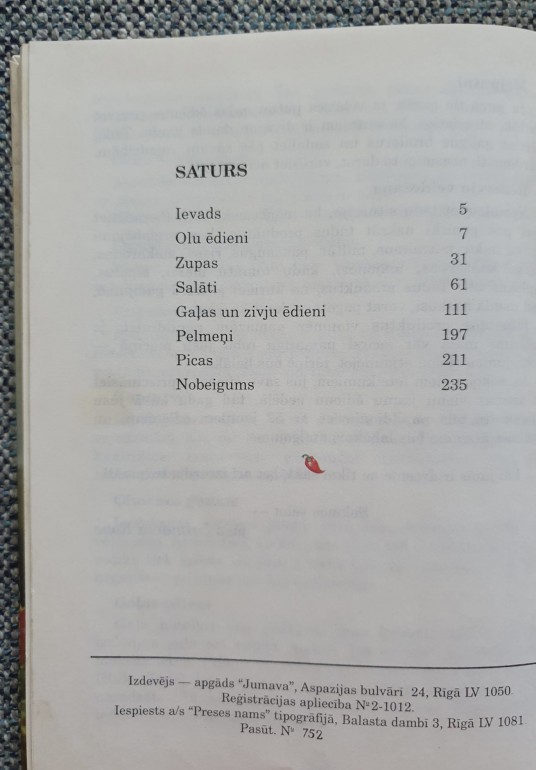 SATURS
Ievads 5
Olu ēdieni 7
Zupas 31
Salāti 61
Gaļas un zivju ēdieni 111
Pelmeņi 197
Picas 211
Nobeigums 235
Izdevējs — apgāds “Jumava”, Aspazijas bulvārī 24, Rīgā LV 1050.
Reģistrācijas apliecība Nº2-1012.
Iespiests a/s “Preses nams” tipogrāfijā, Balasta dambī 3, Rīgā LV 1081.
Pasūt. Nº 752